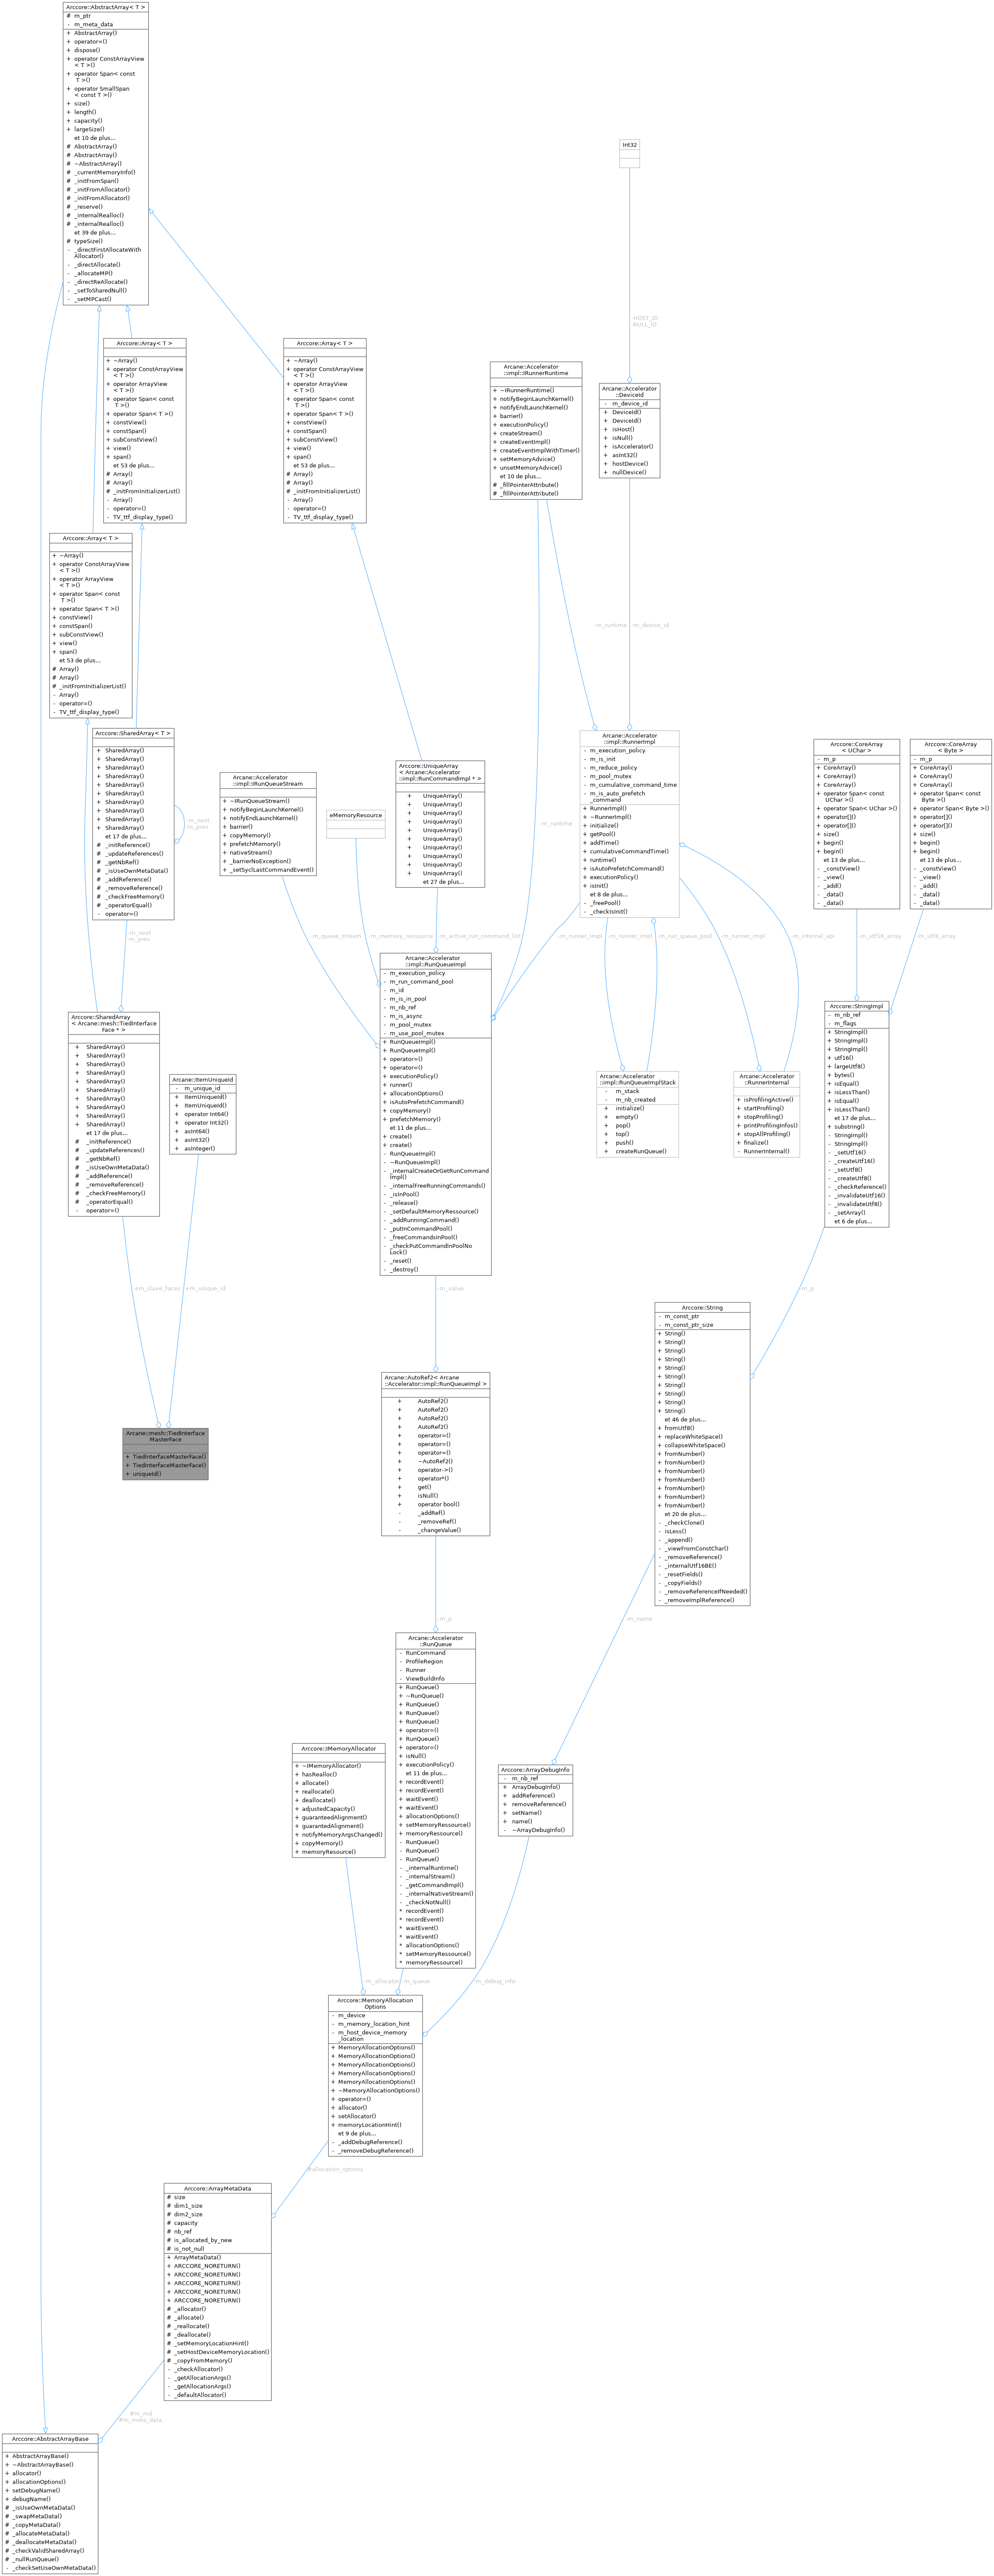 Arccore::AbstractArray< T >
# m_ptr
- m_meta_data
+ AbstractArray()
+ operator=()
+ dispose()
+ operator ConstArrayView
< T >()
+ operator Span< const
T >()
+ operator SmallSpan
< const T >()
+ size()
+ length()
+ capacity()
+ largeSize()
et 10 de plus...
# AbstractArray()
# AbstractArray()
# ~AbstractArray()
# _currentMemoryInfo()
# _initFromSpan()
# _initFromAllocator()
# _initFromAllocator()
# _reserve()
# _internalRealloc()
# _internalRealloc()
et 39 de plus...
# typeSize()
- _directFirstAllocateWith
Allocator()
- _directAllocate()
- _allocateMP()
- _directReAllocate()
- _setToSharedNull()
- _setMPCast()
Int32
-HOST_ID
-NULL_ID
Arccore::Array< T >
+ ~Array()
+ operator ConstArrayView
< T >()
+ operator ArrayView
< T >()
+ operator Span< const
T >()
+ operator Span< T >()
+ constView()
+ constSpan()
+ subConstView()
+ view()
+ span()
et 53 de plus...
# Array()
# Array()
# _initFromInitializerList()
- Array()
- operator=()
- TV_ttf_display_type()
Arccore::Array< T >
+ ~Array()
+ operator ConstArrayView
< T >()
+ operator ArrayView
< T >()
+ operator Span< const
T >()
+ operator Span< T >()
+ constView()
+ constSpan()
+ subConstView()
+ view()
+ span()
et 53 de plus...
# Array()
# Array()
# _initFromInitializerList()
- Array()
- operator=()
- TV_ttf_display_type()
Arcane::Accelerator
::impl::IRunnerRuntime
+ ~IRunnerRuntime()
+ notifyBeginLaunchKernel()
+ notifyEndLaunchKernel()
+ barrier()
+ executionPolicy()
+ createStream()
+ createEventImpl()
+ createEventImplWithTimer()
+ setMemoryAdvice()
+ unsetMemoryAdvice()
et 10 de plus...
# _fillPointerAttribute()
# _fillPointerAttribute()
Arcane::Accelerator
::DeviceId
- m_device_id
+ DeviceId()
+ DeviceId()
+ isHost()
+ isNull()
+ isAccelerator()
+ asInt32()
+ hostDevice()
+ nullDevice()
Arccore::Array< T >
+ ~Array()
+ operator ConstArrayView
< T >()
+ operator ArrayView
< T >()
+ operator Span< const
T >()
+ operator Span< T >()
+ constView()
+ constSpan()
+ subConstView()
+ view()
+ span()
et 53 de plus...
# Array()
# Array()
# _initFromInitializerList()
- Array()
- operator=()
- TV_ttf_display_type()
-m_runtime
-m_device_id
Arccore::SharedArray< T >
+ SharedArray()
+ SharedArray()
+ SharedArray()
+ SharedArray()
+ SharedArray()
+ SharedArray()
+ SharedArray()
+ SharedArray()
+ SharedArray()
+ SharedArray()
et 17 de plus...
# _initReference()
# _updateReferences()
# _getNbRef()
# _isUseOwnMetaData()
# _addReference()
# _removeReference()
# _checkFreeMemory()
# _operatorEqual()
- operator=()
-m_next
-m_prev
Arcane::Accelerator
::impl::IRunQueueStream
+ ~IRunQueueStream()
+ notifyBeginLaunchKernel()
+ notifyEndLaunchKernel()
+ barrier()
+ copyMemory()
+ prefetchMemory()
+ nativeStream()
+ _barrierNoException()
+ _setSyclLastCommandEvent()
eMemoryResource
Arccore::UniqueArray
< Arcane::Accelerator
::impl::RunCommandImpl * >
+ UniqueArray()
+ UniqueArray()
+ UniqueArray()
+ UniqueArray()
+ UniqueArray()
+ UniqueArray()
+ UniqueArray()
+ UniqueArray()
+ UniqueArray()
+ UniqueArray()
et 27 de plus...
-m_runtime
Arcane::Accelerator
::impl::RunnerImpl
- m_execution_policy
- m_is_init
- m_reduce_policy
- m_pool_mutex
- m_cumulative_command_time
- m_is_auto_prefetch
_command
+ RunnerImpl()
+ ~RunnerImpl()
+ initialize()
+ getPool()
+ addTime()
+ cumulativeCommandTime()
+ runtime()
+ isAutoPrefetchCommand()
+ executionPolicy()
+ isInit()
et 8 de plus...
- _freePool()
- _checkIsInit()
Arccore::CoreArray
< UChar >
- m_p
+ CoreArray()
+ CoreArray()
+ CoreArray()
+ operator Span< const
UChar >()
+ operator Span< UChar >()
+ operator[]()
+ operator[]()
+ size()
+ begin()
+ begin()
et 13 de plus...
- _constView()
- _view()
- _add()
- _data()
- _data()
Arccore::CoreArray
< Byte >
- m_p
+ CoreArray()
+ CoreArray()
+ CoreArray()
+ operator Span< const
Byte >()
+ operator Span< Byte >()
+ operator[]()
+ operator[]()
+ size()
+ begin()
+ begin()
et 13 de plus...
- _constView()
- _view()
- _add()
- _data()
- _data()
-m_next
-m_prev
-m_queue_stream
-m_memory_ressource
-m_active_run_command_list
-m_runner_impl
-m_runner_impl
-m_run_queue_pool
-m_runner_impl
-m_internal_api
-m_utf16_array
-m_utf8_array
Arccore::SharedArray
< Arcane::mesh::TiedInterface
Face * >
+ SharedArray()
+ SharedArray()
+ SharedArray()
+ SharedArray()
+ SharedArray()
+ SharedArray()
+ SharedArray()
+ SharedArray()
+ SharedArray()
+ SharedArray()
et 17 de plus...
# _initReference()
# _updateReferences()
# _getNbRef()
# _isUseOwnMetaData()
# _addReference()
# _removeReference()
# _checkFreeMemory()
# _operatorEqual()
- operator=()
Arcane::ItemUniqueId
- m_unique_id
+ ItemUniqueId()
+ ItemUniqueId()
+ operator Int64()
+ operator Int32()
+ asInt64()
+ asInt32()
+ asInteger()
Arcane::Accelerator
::impl::RunQueueImpl
- m_execution_policy
- m_run_command_pool
- m_id
- m_is_in_pool
- m_nb_ref
- m_is_async
- m_pool_mutex
- m_use_pool_mutex
+ RunQueueImpl()
+ RunQueueImpl()
+ operator=()
+ operator=()
+ executionPolicy()
+ runner()
+ allocationOptions()
+ isAutoPrefetchCommand()
+ copyMemory()
+ prefetchMemory()
et 11 de plus...
+ create()
+ create()
- RunQueueImpl()
- ~RunQueueImpl()
- _internalCreateOrGetRunCommand
Impl()
- _internalFreeRunningCommands()
- _isInPool()
- _release()
- _setDefaultMemoryRessource()
- _addRunningCommand()
- _putInCommandPool()
- _freeCommandsInPool()
- _checkPutCommandInPoolNo
Lock()
- _reset()
- _destroy()
Arcane::Accelerator
::impl::RunQueueImplStack
- m_stack
- m_nb_created
+ initialize()
+ empty()
+ pop()
+ top()
+ push()
+ createRunQueue()
Arcane::Accelerator
::RunnerInternal
+ isProfilingActive()
+ startProfiling()
+ stopProfiling()
+ printProfilingInfos()
+ stopAllProfiling()
+ finalize()
- RunnerInternal()
Arccore::StringImpl
- m_nb_ref
- m_flags
+ StringImpl()
+ StringImpl()
+ StringImpl()
+ utf16()
+ largeUtf8()
+ bytes()
+ isEqual()
+ isLessThan()
+ isEqual()
+ isLessThan()
et 17 de plus...
+ substring()
- StringImpl()
- StringImpl()
- _setUtf16()
- _createUtf16()
- _setUtf8()
- _createUtf8()
- _checkReference()
- _invalidateUtf16()
- _invalidateUtf8()
- _setArray()
et 6 de plus...
+m_slave_faces
+m_unique_id
-m_value
-m_p
Arccore::String
- m_const_ptr
- m_const_ptr_size
+ String()
+ String()
+ String()
+ String()
+ String()
+ String()
+ String()
+ String()
+ String()
+ String()
et 46 de plus...
+ fromUtf8()
+ replaceWhiteSpace()
+ collapseWhiteSpace()
+ fromNumber()
+ fromNumber()
+ fromNumber()
+ fromNumber()
+ fromNumber()
+ fromNumber()
+ fromNumber()
et 20 de plus...
- _checkClone()
- isLess()
- _append()
- _viewFromConstChar()
- _removeReference()
- _internalUtf16BE()
- _resetFields()
- _copyFields()
- _removeReferenceIfNeeded()
- _removeImplReference()
Arcane::AutoRef2< Arcane
::Accelerator::impl::RunQueueImpl >
+ AutoRef2()
+ AutoRef2()
+ AutoRef2()
+ AutoRef2()
+ operator=()
+ operator=()
+ operator=()
+ ~AutoRef2()
+ operator->()
+ operator*()
+ get()
+ isNull()
+ operator bool()
- _addRef()
- _removeRef()
- _changeValue()
Arcane::mesh::TiedInterface
MasterFace
+ TiedInterfaceMasterFace()
+ TiedInterfaceMasterFace()
+ uniqueId()
-m_p
-m_name
Arcane::Accelerator
::RunQueue
- RunCommand
- ProfileRegion
- Runner
- ViewBuildInfo
+ RunQueue()
+ ~RunQueue()
+ RunQueue()
+ RunQueue()
+ RunQueue()
+ operator=()
+ RunQueue()
+ operator=()
+ isNull()
+ executionPolicy()
et 11 de plus...
+ recordEvent()
+ recordEvent()
+ waitEvent()
+ waitEvent()
+ allocationOptions()
+ setMemoryRessource()
+ memoryRessource()
- RunQueue()
- RunQueue()
- RunQueue()
- _internalRuntime()
- _internalStream()
- _getCommandImpl()
- _internalNativeStream()
- _checkNotNull()
* recordEvent()
* recordEvent()
* waitEvent()
* waitEvent()
* allocationOptions()
* setMemoryRessource()
* memoryRessource()
Arccore::IMemoryAllocator
+ ~IMemoryAllocator()
+ hasRealloc()
+ allocate()
+ reallocate()
+ deallocate()
+ adjustedCapacity()
+ guaranteedAlignment()
+ guarantedAlignment()
+ notifyMemoryArgsChanged()
+ copyMemory()
+ memoryResource()
Arccore::ArrayDebugInfo
- m_nb_ref
+ ArrayDebugInfo()
+ addReference()
+ removeReference()
+ setName()
+ name()
- ~ArrayDebugInfo()
-m_allocator
-m_queue
-m_debug_info
Arccore::MemoryAllocation
Options
- m_device
- m_memory_location_hint
- m_host_device_memory
_location
+ MemoryAllocationOptions()
+ MemoryAllocationOptions()
+ MemoryAllocationOptions()
+ MemoryAllocationOptions()
+ MemoryAllocationOptions()
+ ~MemoryAllocationOptions()
+ operator=()
+ allocator()
+ setAllocator()
+ memoryLocationHint()
et 9 de plus...
- _addDebugReference()
- _removeDebugReference()
#allocation_options
Arccore::ArrayMetaData
# size
# dim1_size
# dim2_size
# capacity
# nb_ref
# is_allocated_by_new
# is_not_null
+ ArrayMetaData()
+ ARCCORE_NORETURN()
+ ARCCORE_NORETURN()
+ ARCCORE_NORETURN()
+ ARCCORE_NORETURN()
+ ARCCORE_NORETURN()
# _allocator()
# _allocate()
# _reallocate()
# _deallocate()
# _setMemoryLocationHint()
# _setHostDeviceMemoryLocation()
# _copyFromMemory()
- _checkAllocator()
- _getAllocationArgs()
- _getAllocationArgs()
- _defaultAllocator()
#m_md
#m_meta_data
Arccore::AbstractArrayBase
+ AbstractArrayBase()
+ ~AbstractArrayBase()
+ allocator()
+ allocationOptions()
+ setDebugName()
+ debugName()
# _isUseOwnMetaData()
# _swapMetaData()
# _copyMetaData()
# _allocateMetaData()
# _deallocateMetaData()
# _checkValidSharedArray()
# _nullRunQueue()
- _checkSetUseOwnMetaData()